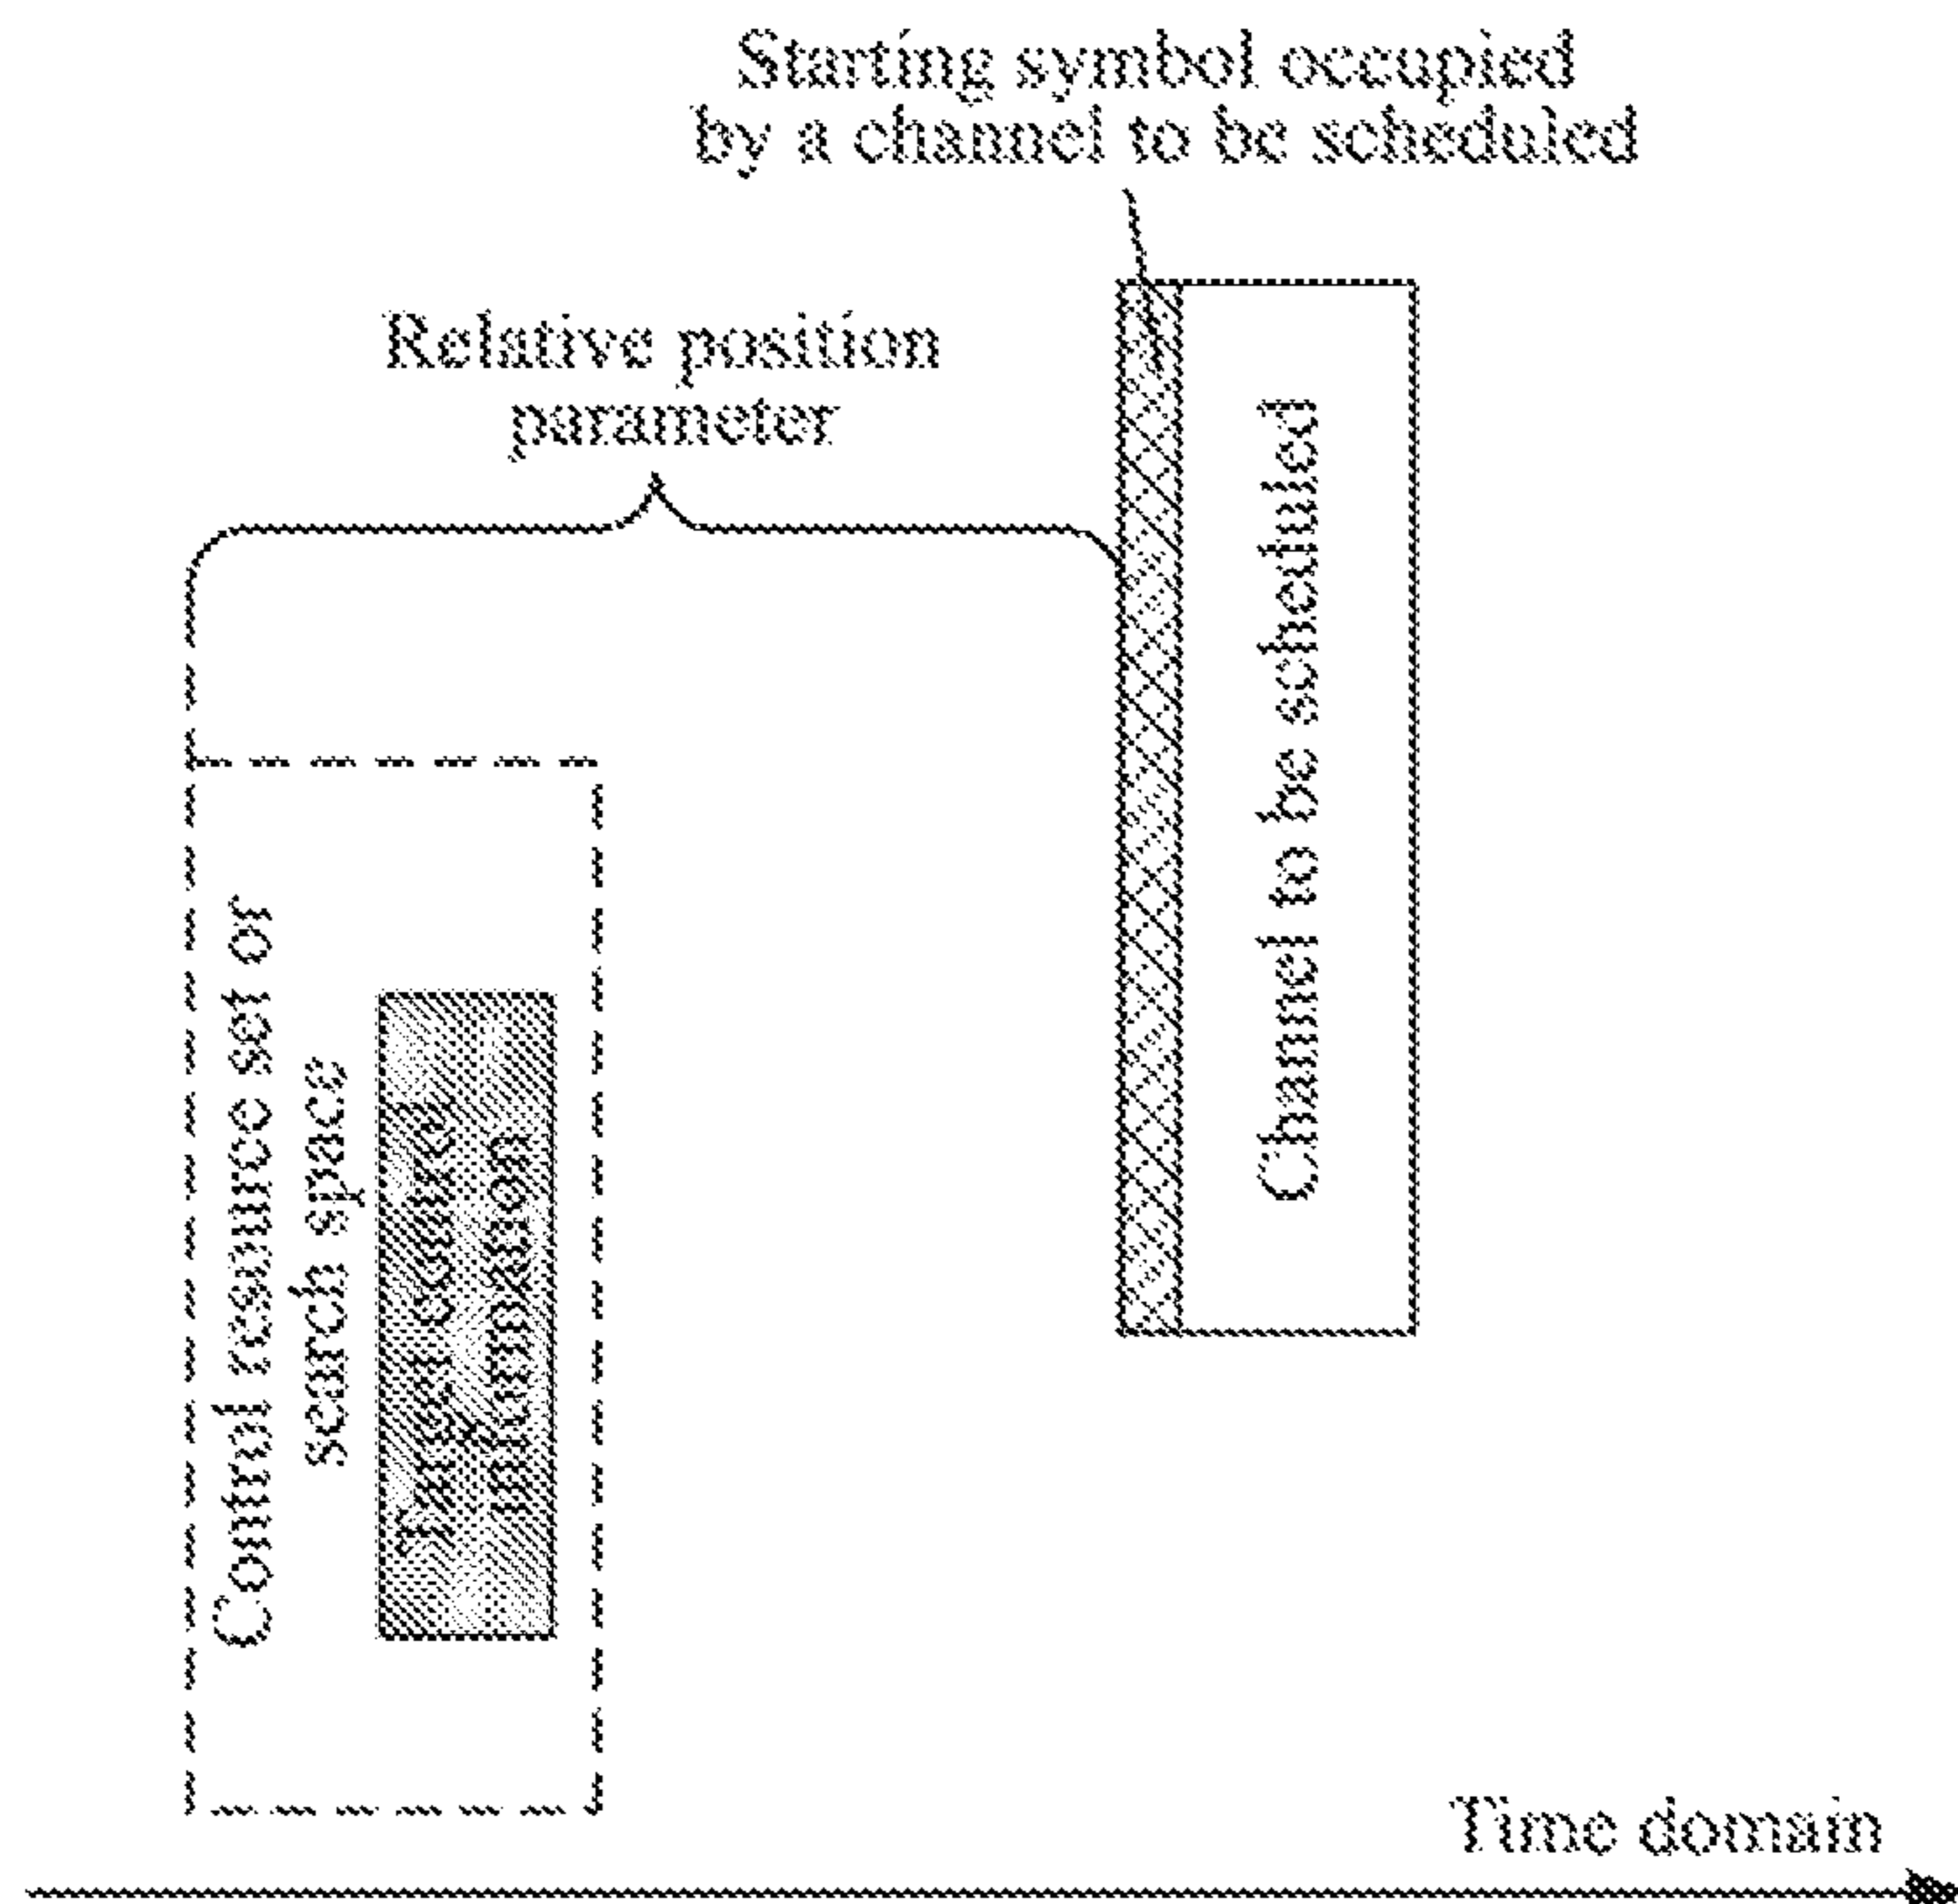 Starting symbol occupied
by a channel to be scheduled
Relative position
parameter
Channel to be scheduled
Control resource set or
search space
Target control
information
Time domain